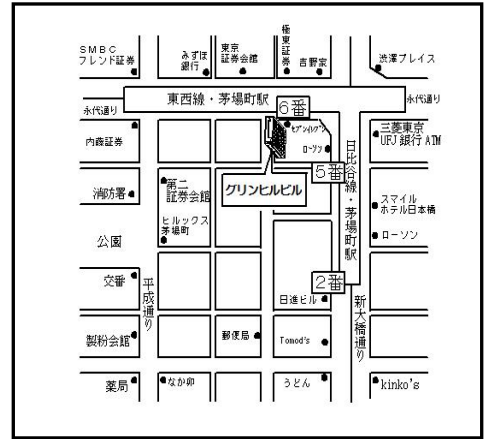 SMBC
フレンド証券
みずほ
銀行
東京
証券会館
極東証券
吉野家
渋澤プレイス
永代通り
東西線・茅場町駅
永代通り
6番
内藤証券
セブンイレブン
ローソン
三菱東京
UFJ銀行ATM
5番
日比谷線・茅場町駅
消防署
第二
証券会館
グリンヒルビル
スマイル
ホテル日本橋
ヒルックス
茅場町
ローソン
公園
交番
平成通り
2番
日進ビル
新大橋通り
製粉会館
郵便局
Tomod's
薬局
なか卯
うどん
kinko's